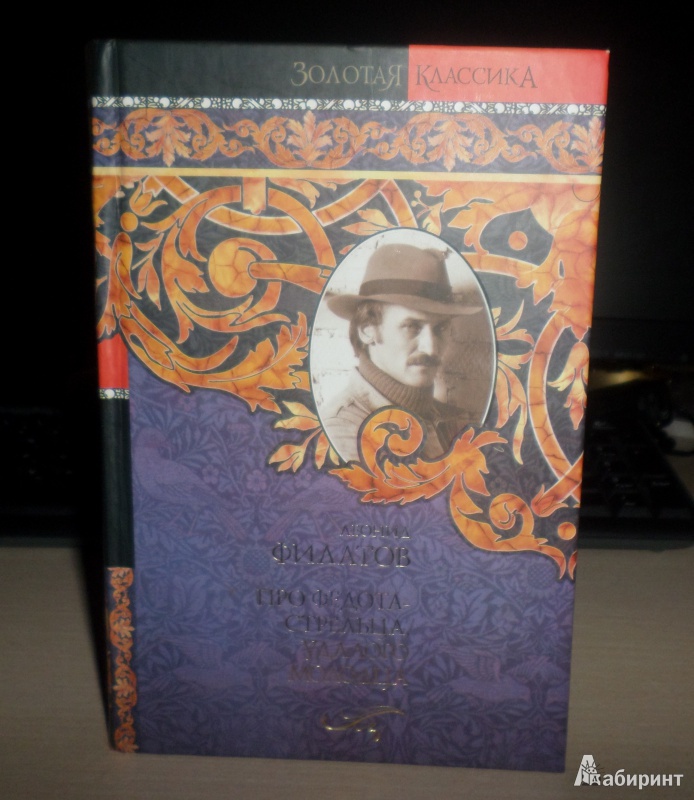 ЗОЛОТАЯ КЛАССИКА
ЛЕОНИД
ФИЛАТОВ
ПРО ФЕДОТА-
СТРЕЛЬЦА,
УДАЛОГО
МОЛОДЦА
Лабиринт